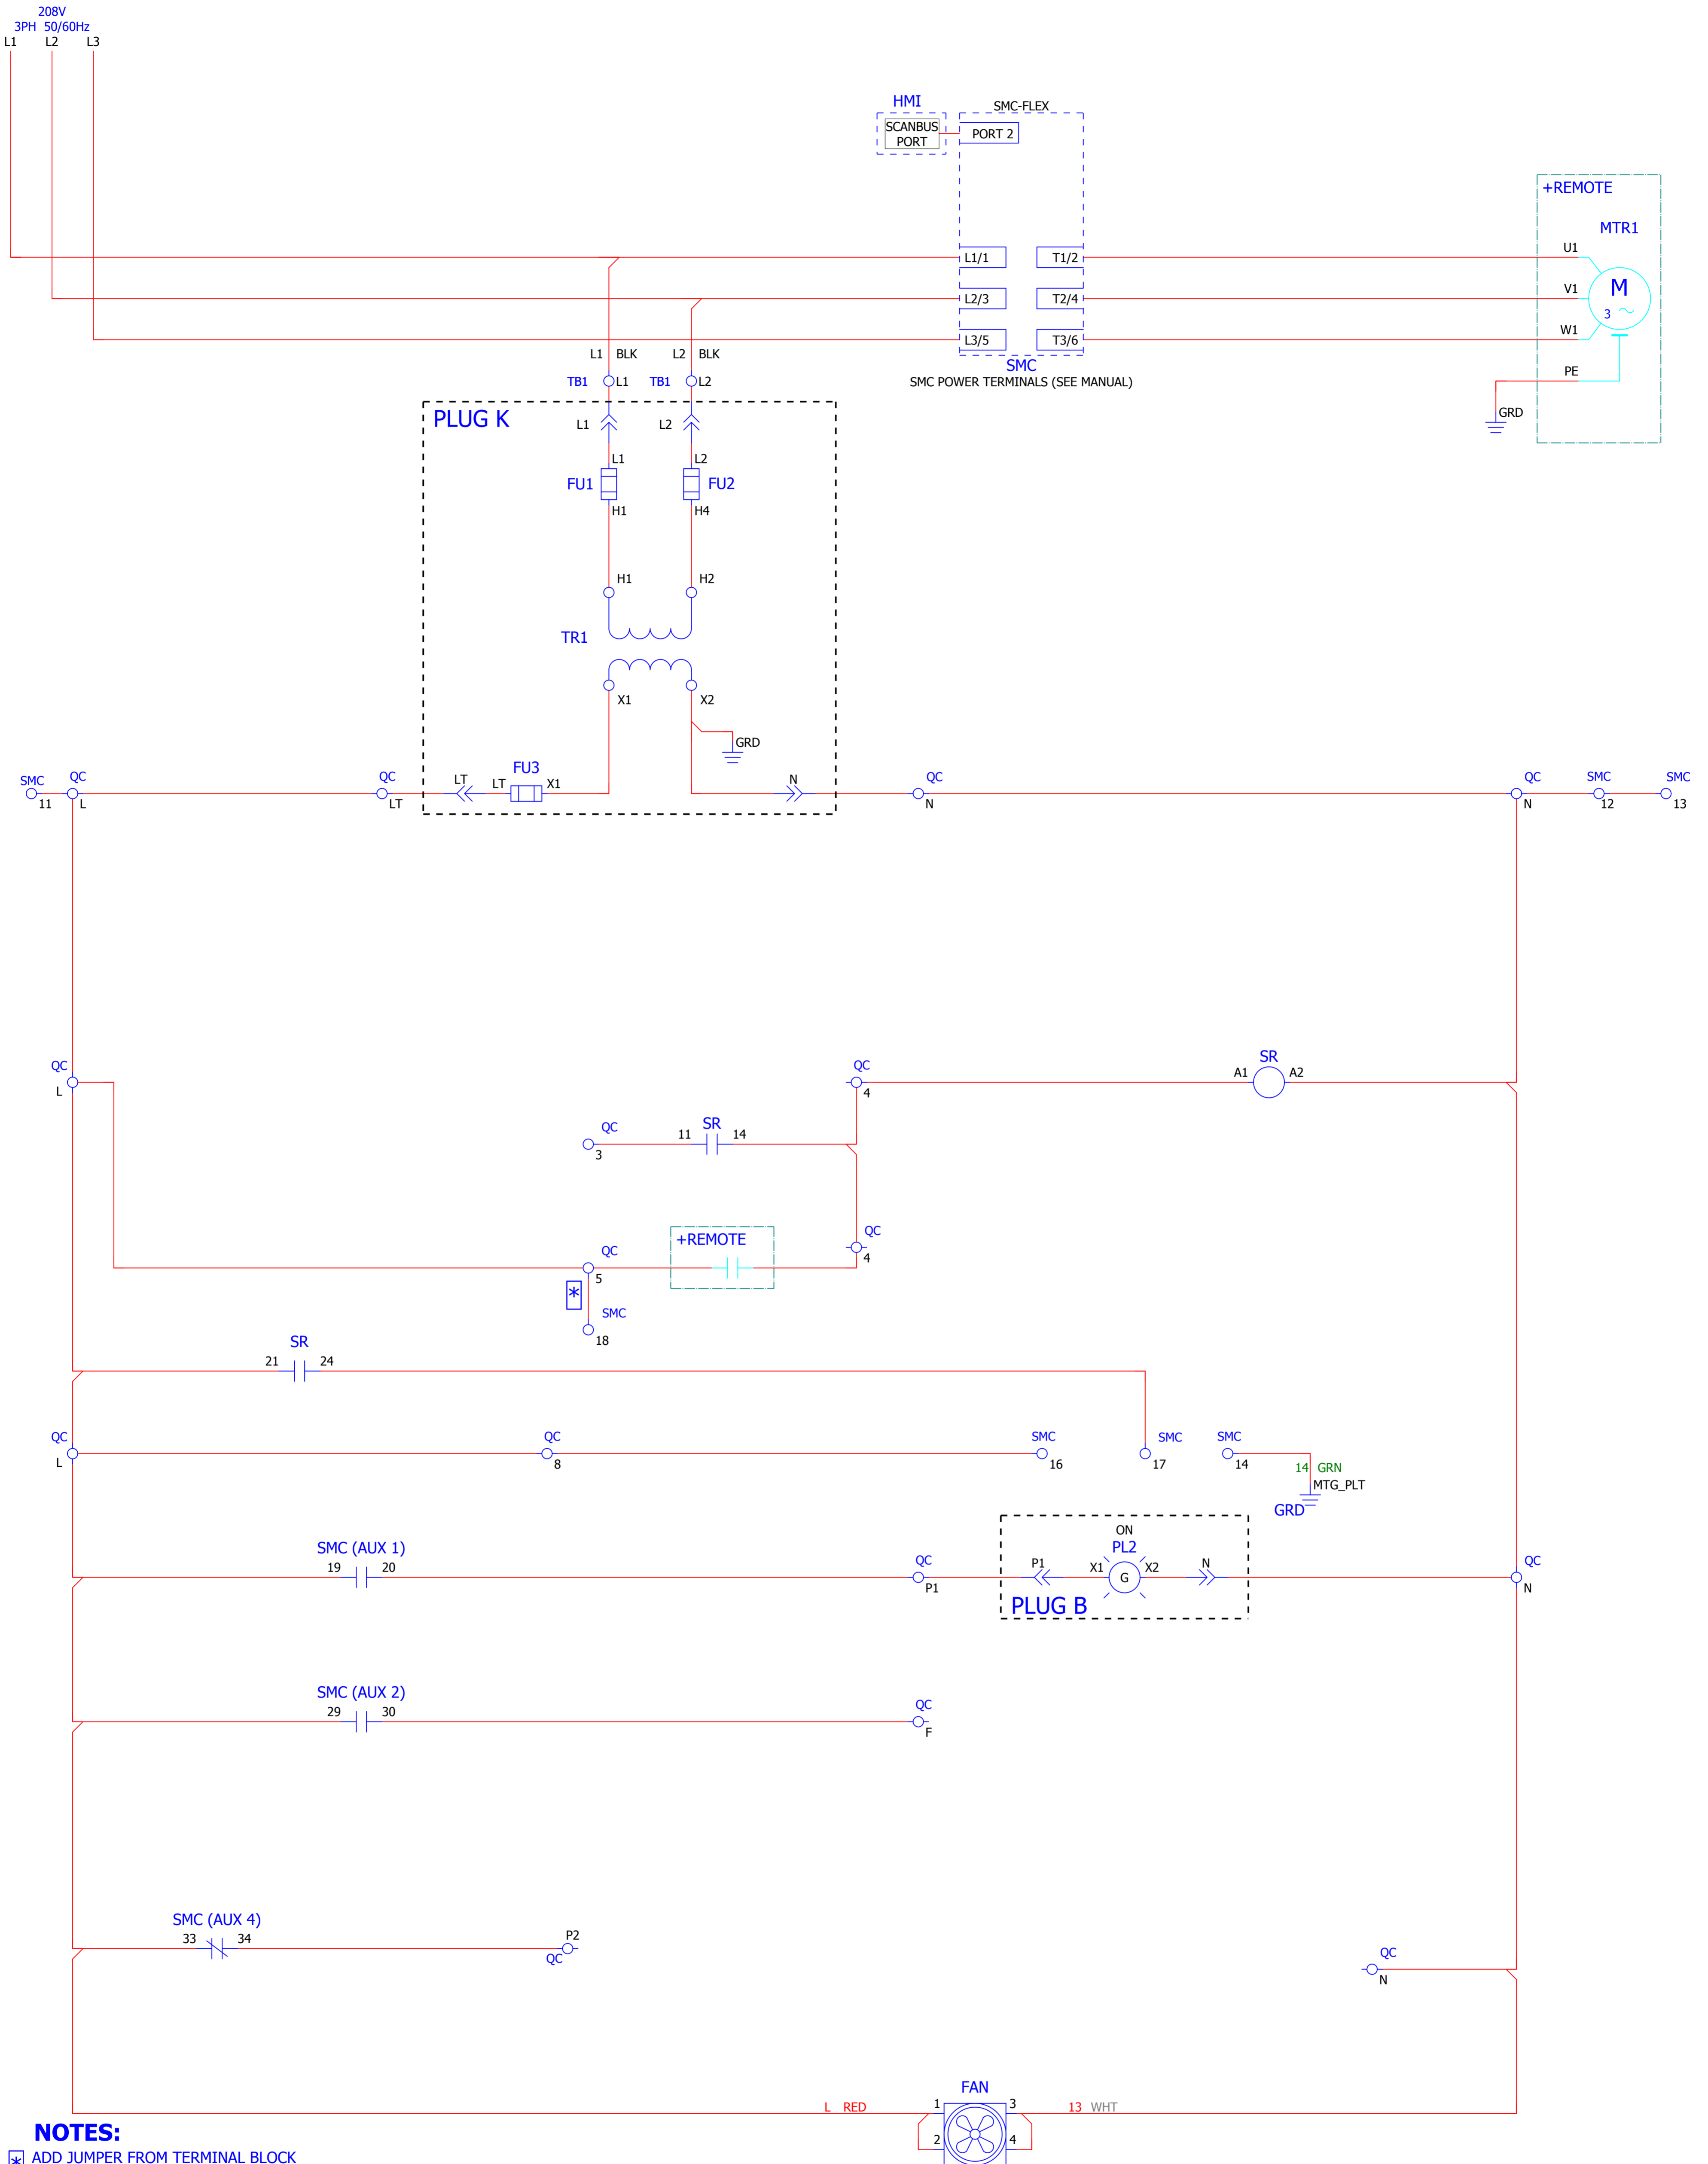 208V
3PH 50/60Hz
L1 L2 L3
HMI
SCANBUS
PORT
SMC-FLEX
PORT 2
L1/1 T1/2
L2/3 T2/4
L3/5 T3/6
SMC
SMC POWER TERMINALS (SEE MANUAL)
+REMOTE
MTR1
U1
V1
W1
PE
M
3
GRD
L1 BLK L2 BLK
TB1 L1 TB1 L2
PLUG K
L1 L2
L1 L2
FU1 FU2
H1 H4
H1 H2
TR1
X1 X2
GRD
SMC QC QC LT LT FU3 X1 N QC QC SMC SMC
11 L LT N N 12 13
QC QC SR
L 4 A1 A2
QC SR
3 11 14
QC
4
QC +REMOTE
5
*
SMC
18
SR
21 24
QC QC SMC SMC SMC
L 8 16 17 14
14 GRN
MTG_PLT
GRD
SMC (AUX 1)
19 20
QC
P1
ON
PL2
P1 X1 G X2 N
PLUG B
QC
N
SMC (AUX 2)
29 30
QC
F
SMC (AUX 4)
33 34
P2
QC
QC
N
FAN
L RED 1 3 13 WHT
2 4
NOTES:
* ADD JUMPER FROM TERMINAL BLOCK